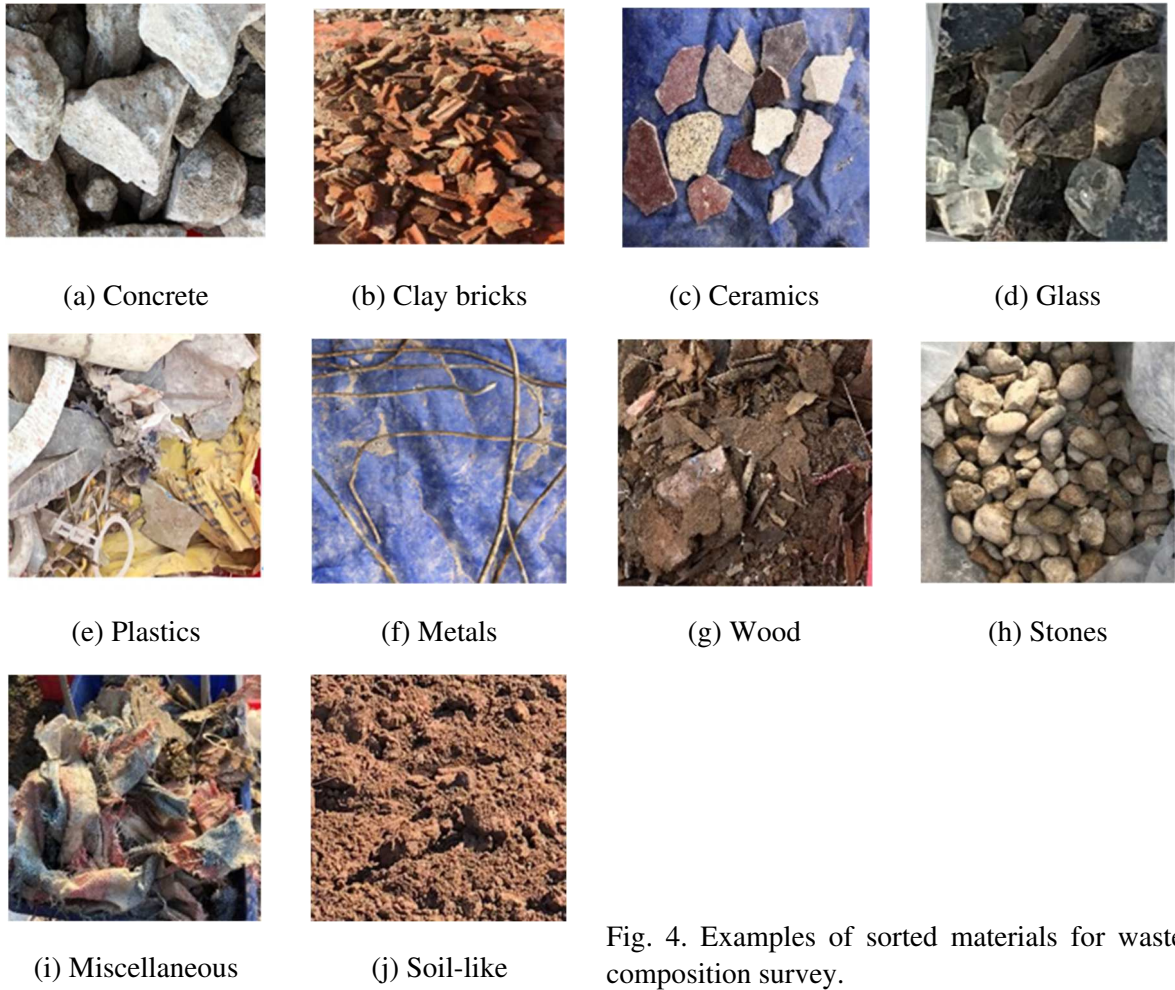 (a) Concrete
(b) Clay bricks
(c) Ceramics
(d) Glass
(e) Plastics
(f) Metals
(g) Wood
(h) Stones
(i) Miscellaneous
(j) Soil-like
Fig. 4. Examples of sorted materials for waste
composition survey.